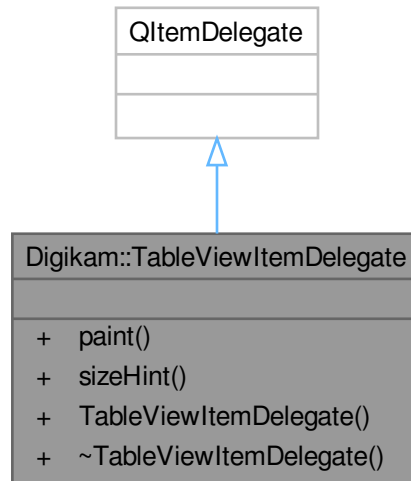 QItemDelegate
Digikam::TableViewItemDelegate
+ paint()
+ sizeHint()
+ TableViewItemDelegate()
+ ~TableViewItemDelegate()